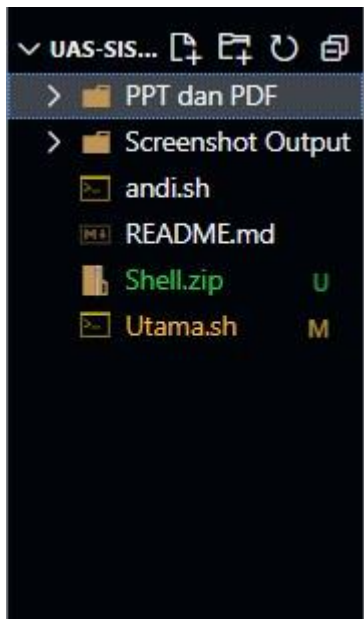 UAS-SIS...
PPT dan PDF
Screenshot Output
andi.sh
README.md
Shell.zip U
Utama.sh M